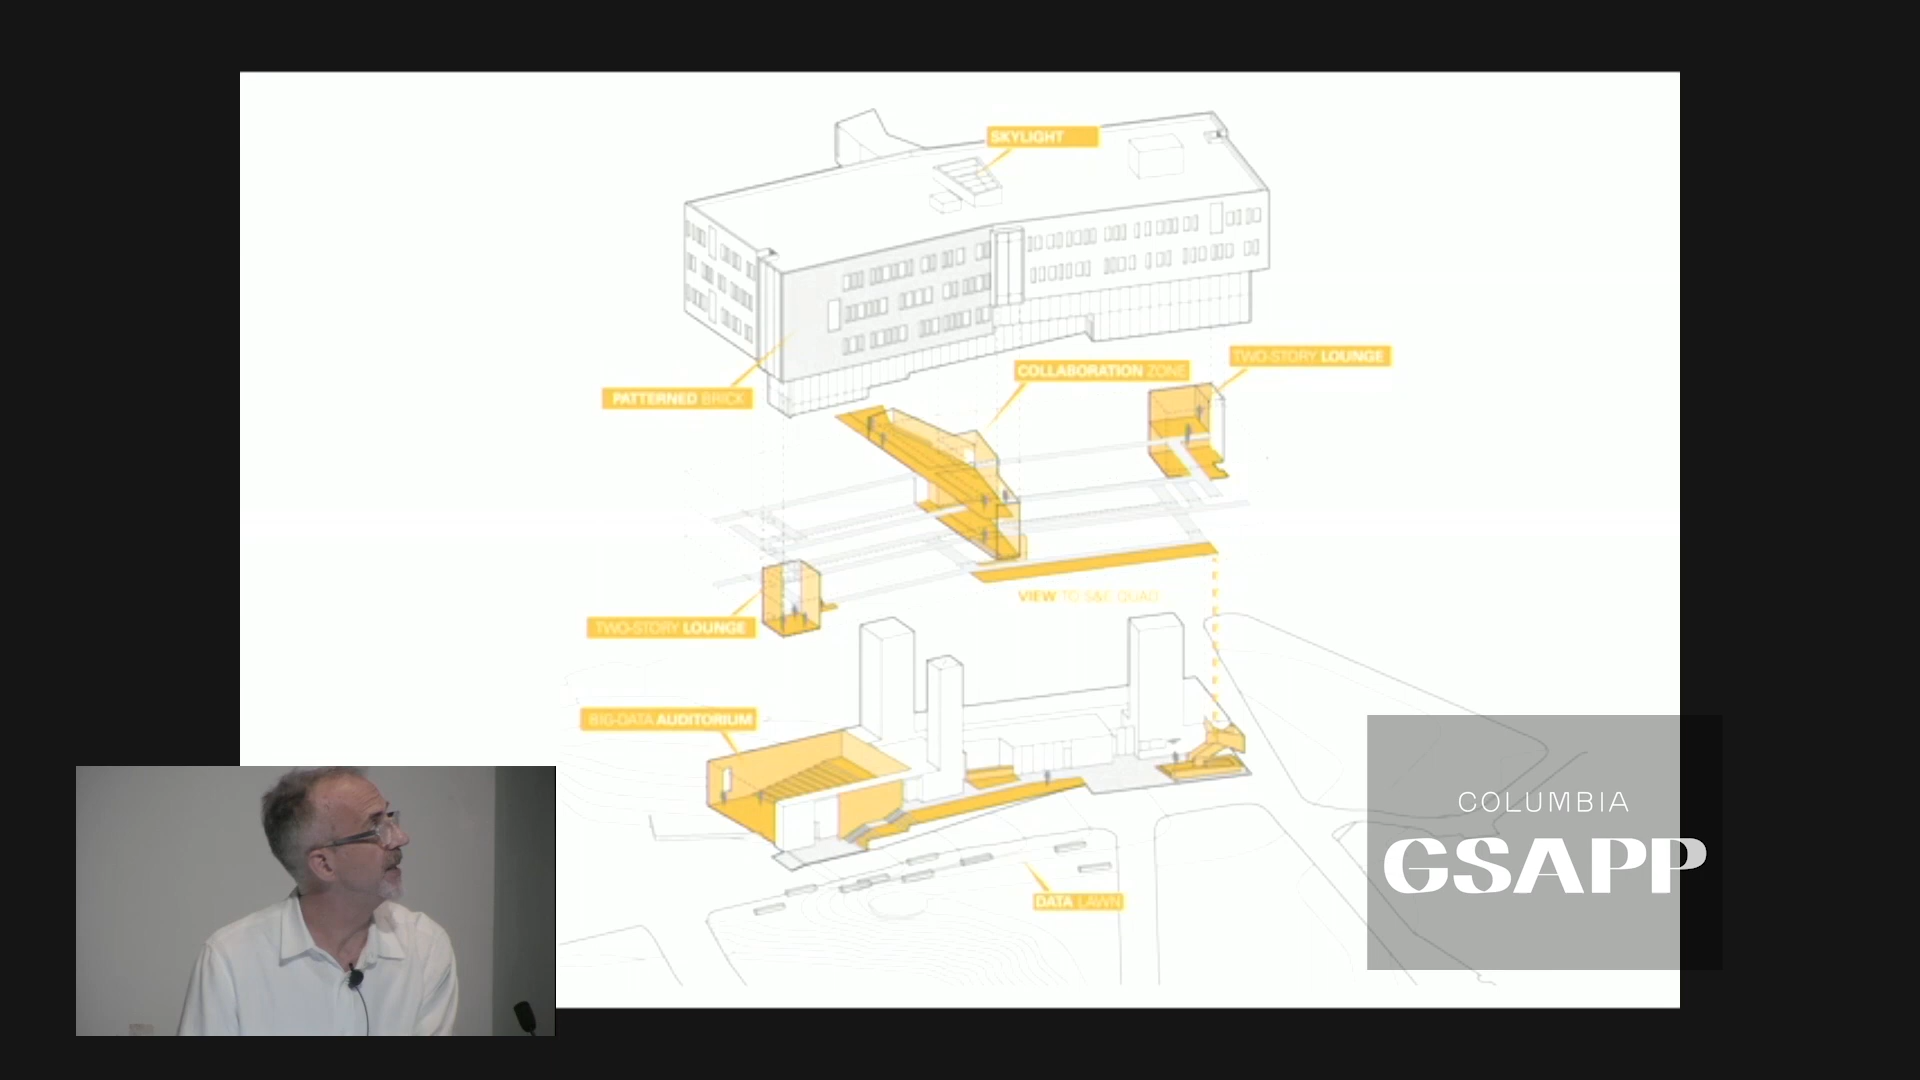 SKYLIGHT
TWO-STORY LOUNGE
COLLABORATION ZONE
PATTERNED BRICK
VIEW TO S&E QUAD
TWO-STORY LOUNGE
BIG-DATA AUDITORIUM
DATA LAWN
COLUMBIA
GSAPP